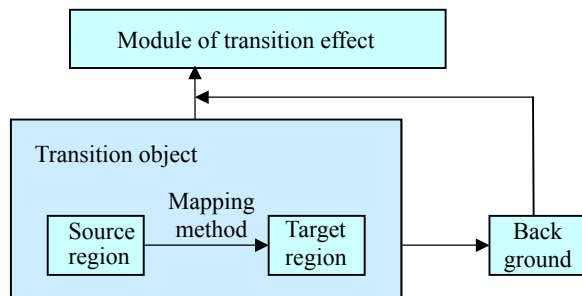 Module of transition effect
Transition object
Mapping
method
Source
region
Target
region
Back
ground